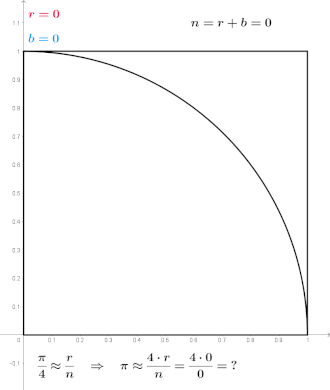 r = 0
n = r + b = 0
b = 0
1.1
1
0.9
0.8
0.7
0.6
0.5
0.4
0.3
0.2
0.1
0 0.1 0.2 0.3 0.4 0.5 0.6 0.7 0.8 0.9 1
−0.1
π/4 ≈ r/n ⇒ π ≈ 4·r/n = 4·0/0 = ?